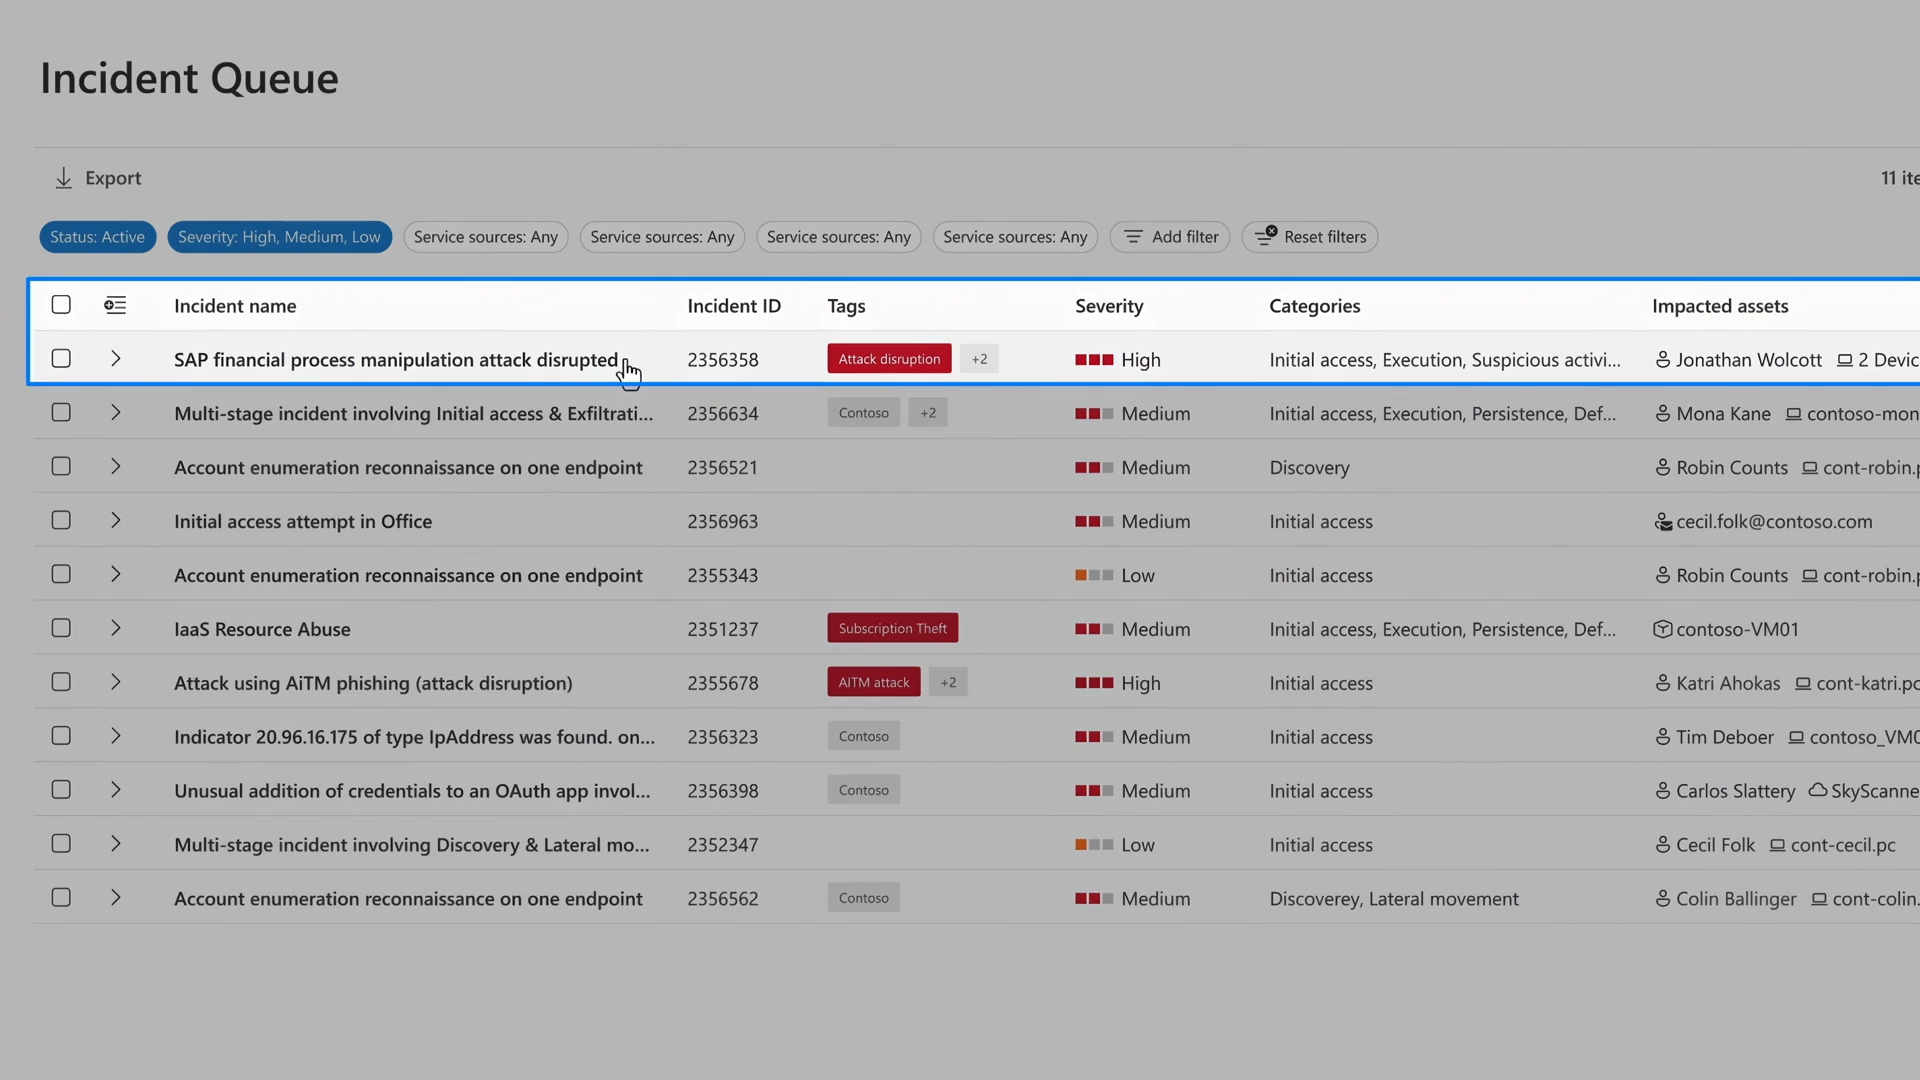 Incident Queue
Export
11 ite
Status: Active Severity: High, Medium, Low Service sources: Any Service sources: Any Service sources: Any Service sources: Any Add filter Reset filters
Incident name Incident ID Tags Severity Categories Impacted assets
SAP financial process manipulation attack disrupted 2356358 Attack disruption +2 High Initial access, Execution, Suspicious activi... Jonathan Wolcott 2 Devic
Multi-stage incident involving Initial access & Exfiltrati... 2356634 Contoso +2 Medium Initial access, Execution, Persistence, Def... Mona Kane contoso-mon
Account enumeration reconnaissance on one endpoint 2356521 Medium Discovery Robin Counts cont-robin.p
Initial access attempt in Office 2356963 Medium Initial access cecil.folk@contoso.com
Account enumeration reconnaissance on one endpoint 2355343 Low Initial access Robin Counts cont-robin.p
IaaS Resource Abuse 2351237 Subscription Theft Medium Initial access, Execution, Persistence, Def... contoso-VM01
Attack using AiTM phishing (attack disruption) 2355678 AITM attack +2 High Initial access Katri Ahokas cont-katri.pc
Indicator 20.96.16.175 of type IpAddress was found. on... 2356323 Contoso Medium Initial access Tim Deboer contoso_VM0
Unusual addition of credentials to an OAuth app invol... 2356398 Contoso Medium Initial access Carlos Slattery SkyScanne
Multi-stage incident involving Discovery & Lateral mo... 2352347 Low Initial access Cecil Folk cont-cecil.pc
Account enumeration reconnaissance on one endpoint 2356562 Contoso Medium Discoverey, Lateral movement Colin Ballinger cont-colin.